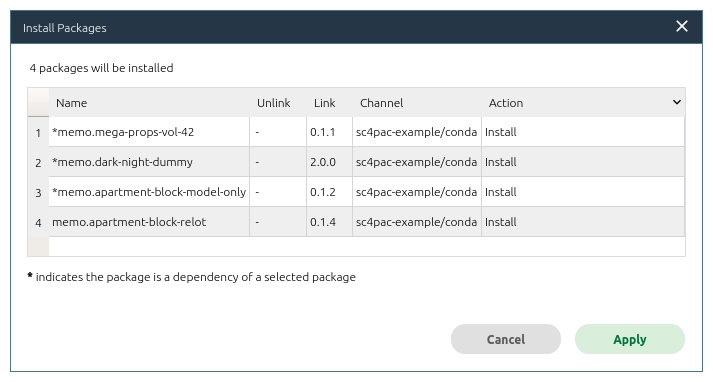 Install Packages
4 packages will be installed
Name Unlink Link Channel Action
1 *memo.mega-props-vol-42 - 0.1.1 sc4pac-example/conda Install
2 *memo.dark-night-dummy - 2.0.0 sc4pac-example/conda Install
3 *memo.apartment-block-model-only - 0.1.2 sc4pac-example/conda Install
4 memo.apartment-block-relot - 0.1.4 sc4pac-example/conda Install
* indicates the package is a dependency of a selected package
Cancel Apply